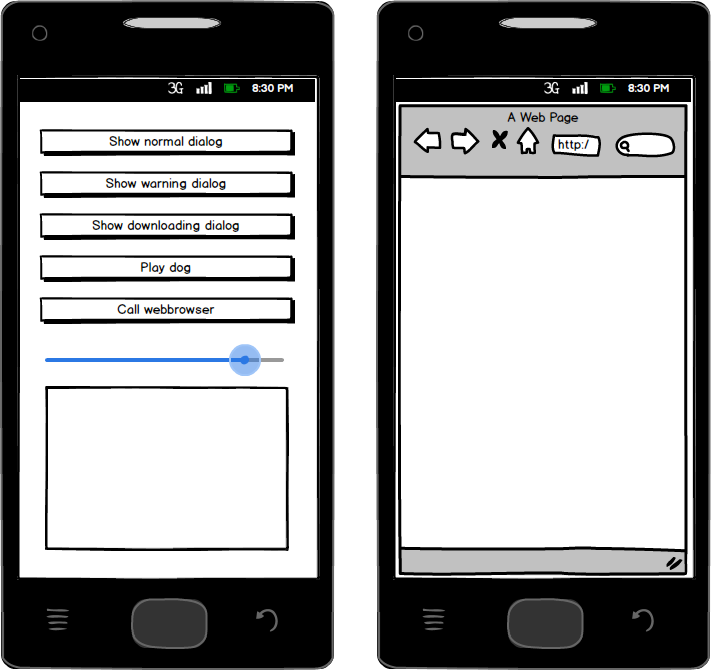 3G 8:30 PM
Show normal dialog
Show warning dialog
Show downloading dialog
Play dog
Call webbrowser
3G 8:30 PM
A Web Page
http:/